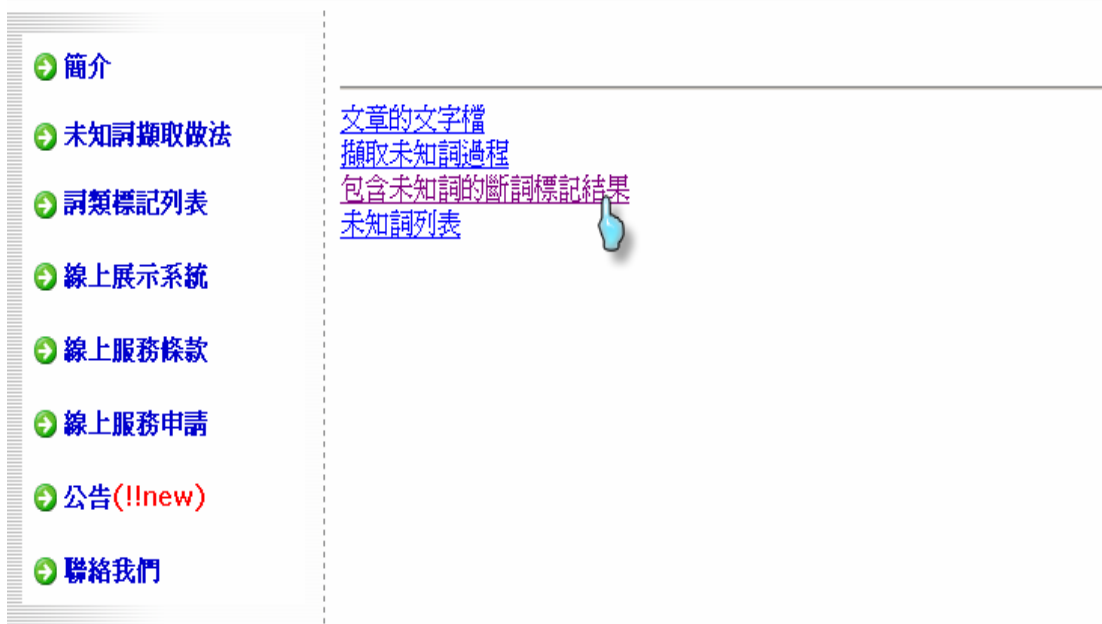 簡介
未知詞擷取做法
詞類標記列表
線上展示系統
線上服務條款
線上服務申請
公告(!!new)
聯絡我們
文章的文字檔
擷取未知詞過程
包含未知詞的斷詞標記結果
未知詞列表